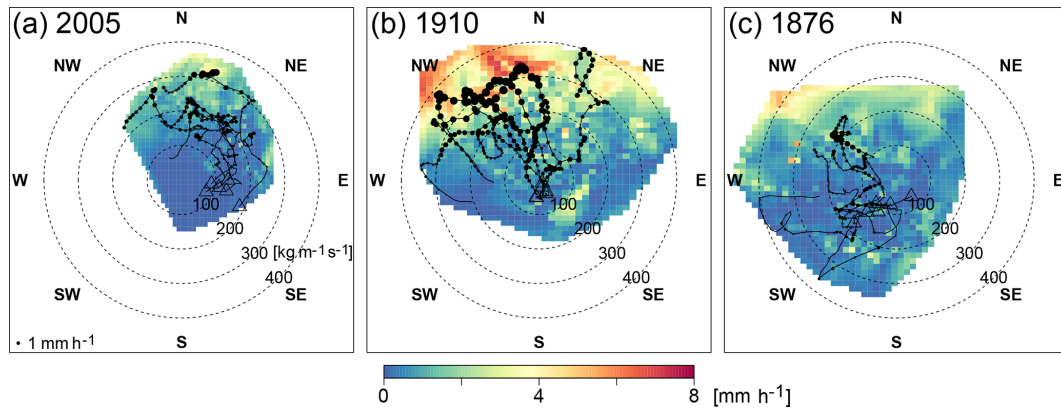 (a) 2005
N
NW
NE
W
E
100
200
300 [kg m-1 s-1]
400
SW
SE
S
• 1 mm h-1
(b) 1910
N
NW
NE
W
E
100
200
300
400
SW
SE
S
(c) 1876
N
NW
NE
W
E
100
200
300
400
SW
SE
S
0 4 8 [mm h-1]